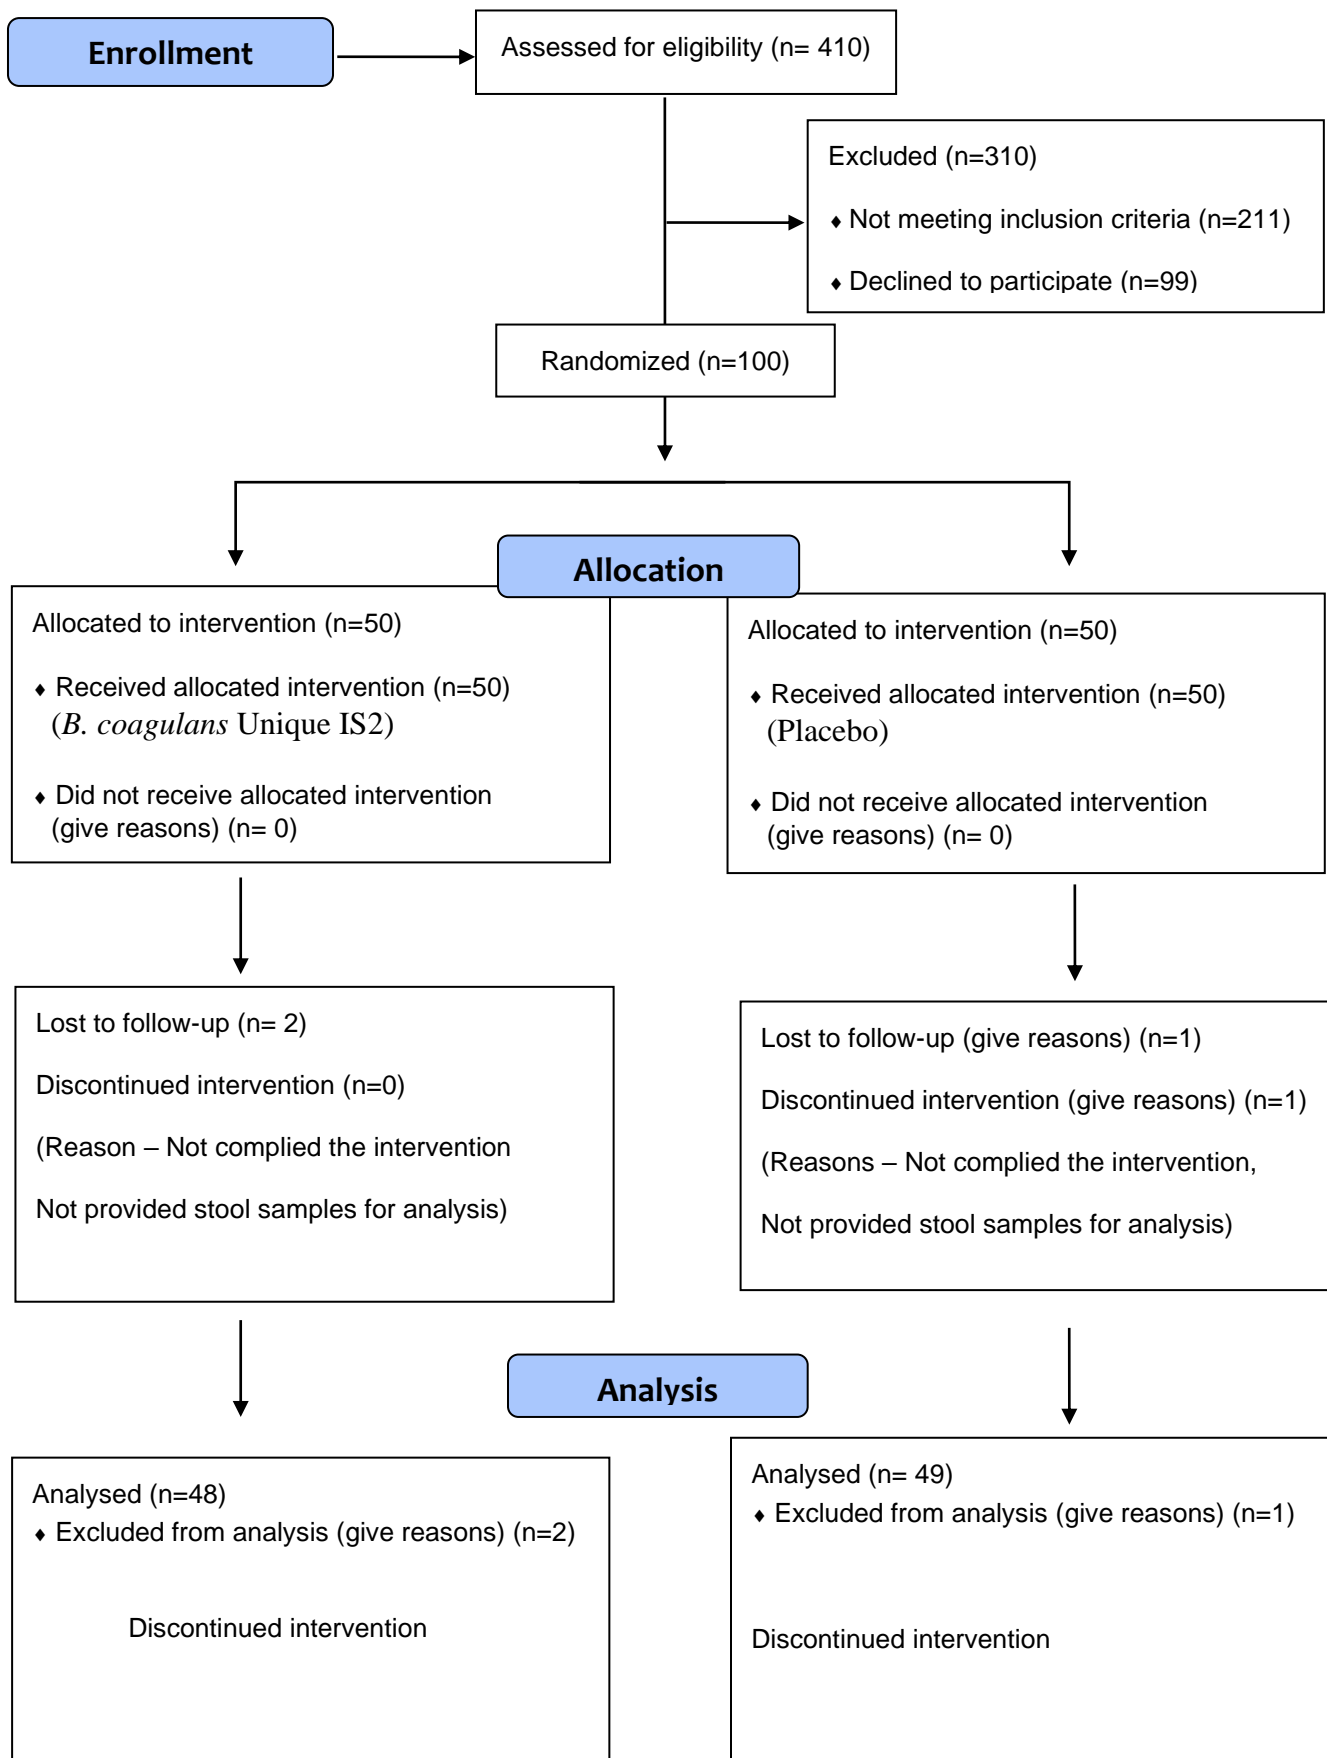 Enrollment
Assessed for eligibility (n= 410)
Excluded (n=310)
♦ Not meeting inclusion criteria (n=211)
♦ Declined to participate (n=99)
Randomized (n=100)
Allocation
Allocated to intervention (n=50)
♦ Received allocated intervention (n=50)
(B. coagulans Unique IS2)
♦ Did not receive allocated intervention
(give reasons) (n= 0)
Allocated to intervention (n=50)
♦ Received allocated intervention (n=50)
(Placebo)
♦ Did not receive allocated intervention
(give reasons) (n= 0)
Lost to follow-up (n= 2)
Discontinued intervention (n=0)
(Reason – Not complied the intervention
Not provided stool samples for analysis)
Lost to follow-up (give reasons) (n=1)
Discontinued intervention (give reasons) (n=1)
(Reasons – Not complied the intervention,
Not provided stool samples for analysis)
Analysis
Analysed (n=48)
♦ Excluded from analysis (give reasons) (n=2)
Discontinued intervention
Analysed (n= 49)
♦ Excluded from analysis (give reasons) (n=1)
Discontinued intervention